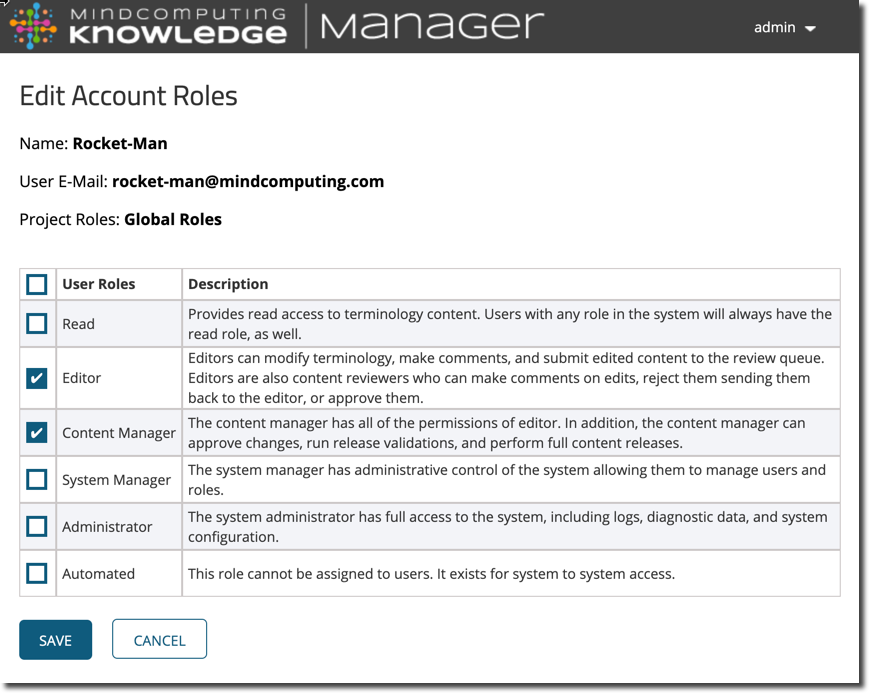 MINDCOMPUTING
KNOWLEDGE
Manager
admin
Edit Account Roles
Name: Rocket-Man
User E-Mail: rocket-man@mindcomputing.com
Project Roles: Global Roles
User Roles Description
Read
Provides read access to terminology content. Users with any role in the system will always have the
read role, as well.
Editor
Editors can modify terminology, make comments, and submit edited content to the review queue.
Editors are also content reviewers who can make comments on edits, reject them sending them
back to the editor, or approve them.
Content Manager
The content manager has all of the permissions of editor. In addition, the content manager can
approve changes, run release validations, and perform full content releases.
System Manager
The system manager has administrative control of the system allowing them to manage users and
roles.
Administrator
The system administrator has full access to the system, including logs, diagnostic data, and system
configuration.
Automated
This role cannot be assigned to users. It exists for system to system access.
SAVE CANCEL